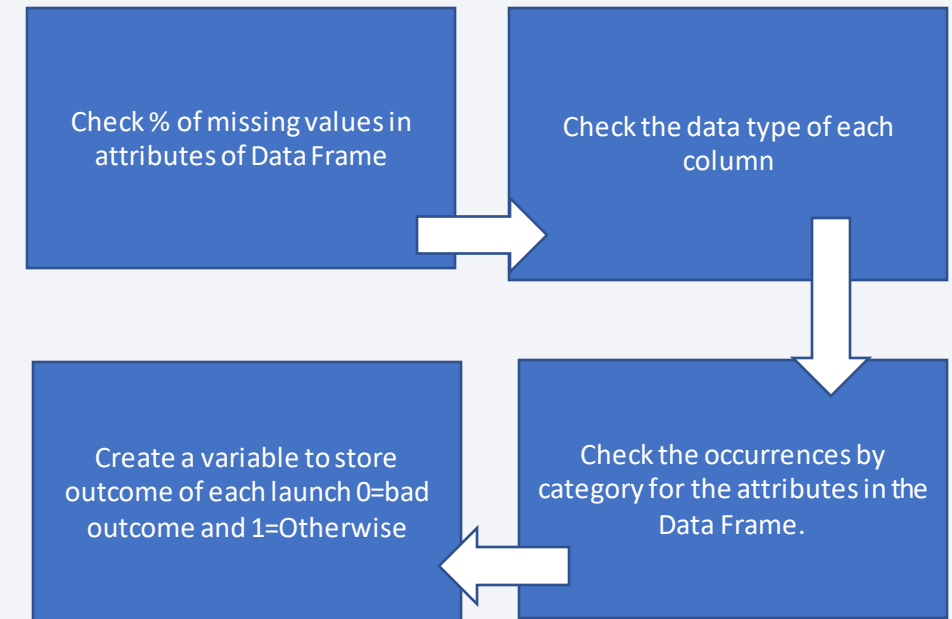 Check % of missing values in
attributes of Data Frame
Check the data type of each
column
Check the occurrences by
category for the attributes in the
Data Frame.
Create a variable to store
outcome of each launch 0=bad
outcome and 1=Otherwise